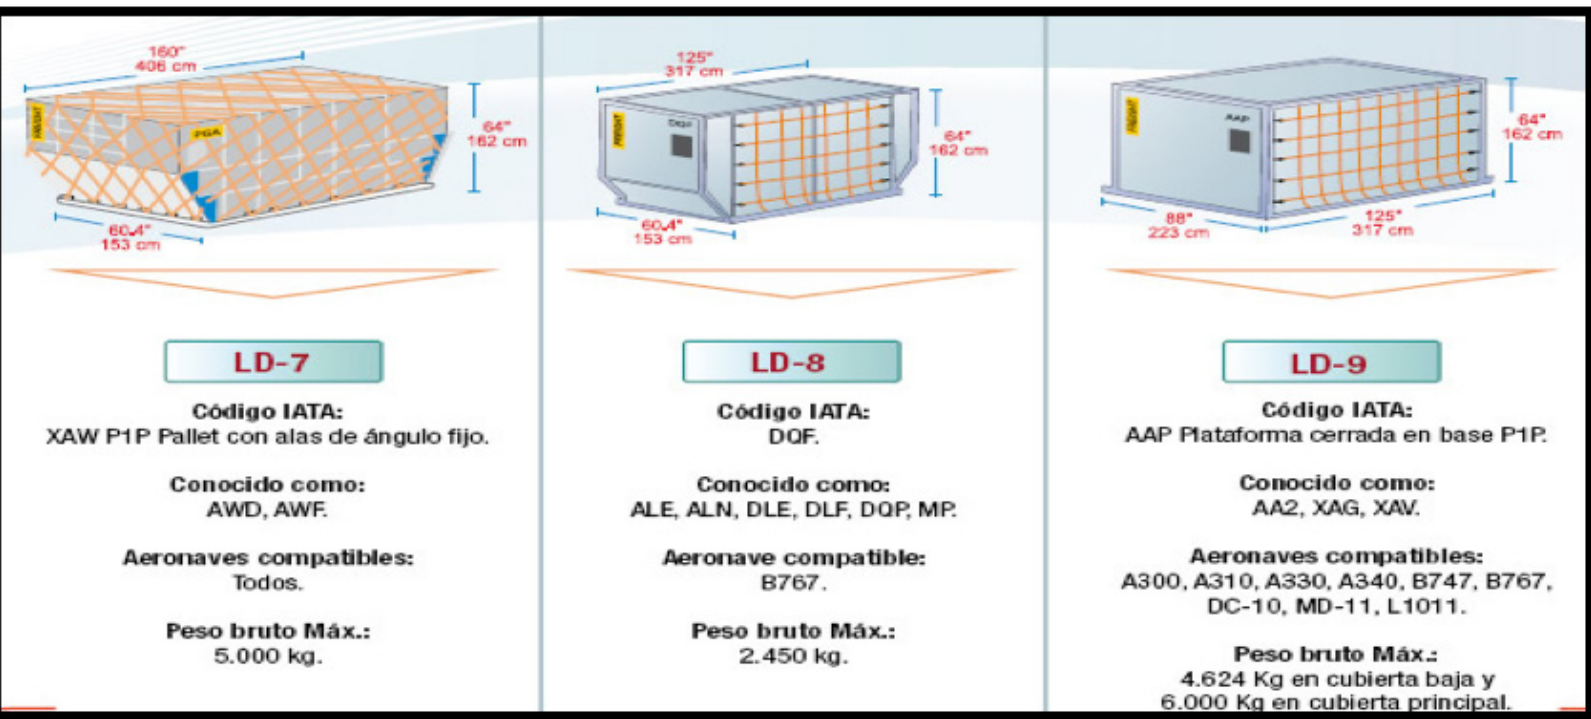 160"
406 cm
FREIGHT
PGA
64"
162 cm
60.4"
153 cm
LD-7
Código IATA:
XAW P1P Pallet con alas de ángulo fijo.
Conocido como:
AWD, AWF.
Aeronaves compatibles:
Todos.
Peso bruto Máx.:
5.000 kg.
125"
317 cm
FREIGHT
DQF
64"
162 cm
60.4"
153 cm
LD-8
Código IATA:
DQF.
Conocido como:
ALE, ALN, DLE, DLF, DQP, MP.
Aeronave compatible:
B767.
Peso bruto Máx.:
2.450 kg.
FREIGHT
AAP
64"
162 cm
88"
223 cm
125"
317 cm
LD-9
Código IATA:
AAP Plataforma cerrada en base P1P.
Conocido como:
AA2, XAG, XAV.
Aeronaves compatibles:
A300, A310, A330, A340, B747, B767,
DC-10, MD-11, L1011.
Peso bruto Máx.:
4.624 Kg en cubierta baja y
6.000 Kg en cubierta principal.